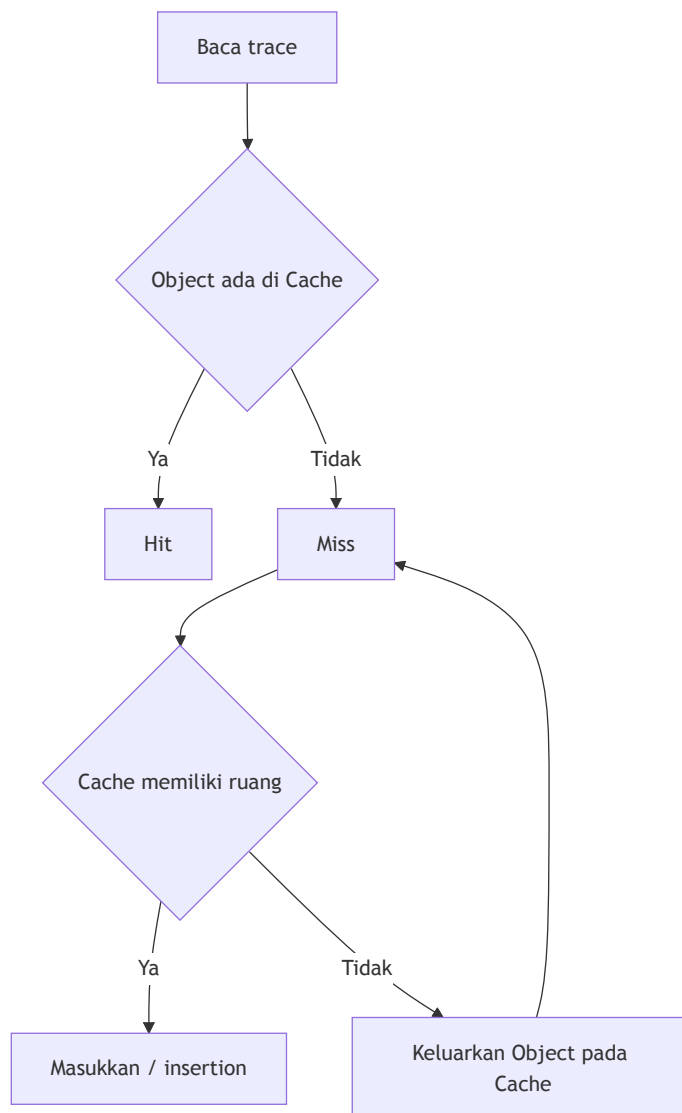 Baca trace
Object ada di Cache
Ya
Tidak
Hit
Miss
Cache memiliki ruang
Ya
Tidak
Masukkan / insertion
Keluarkan Object pada
Cache